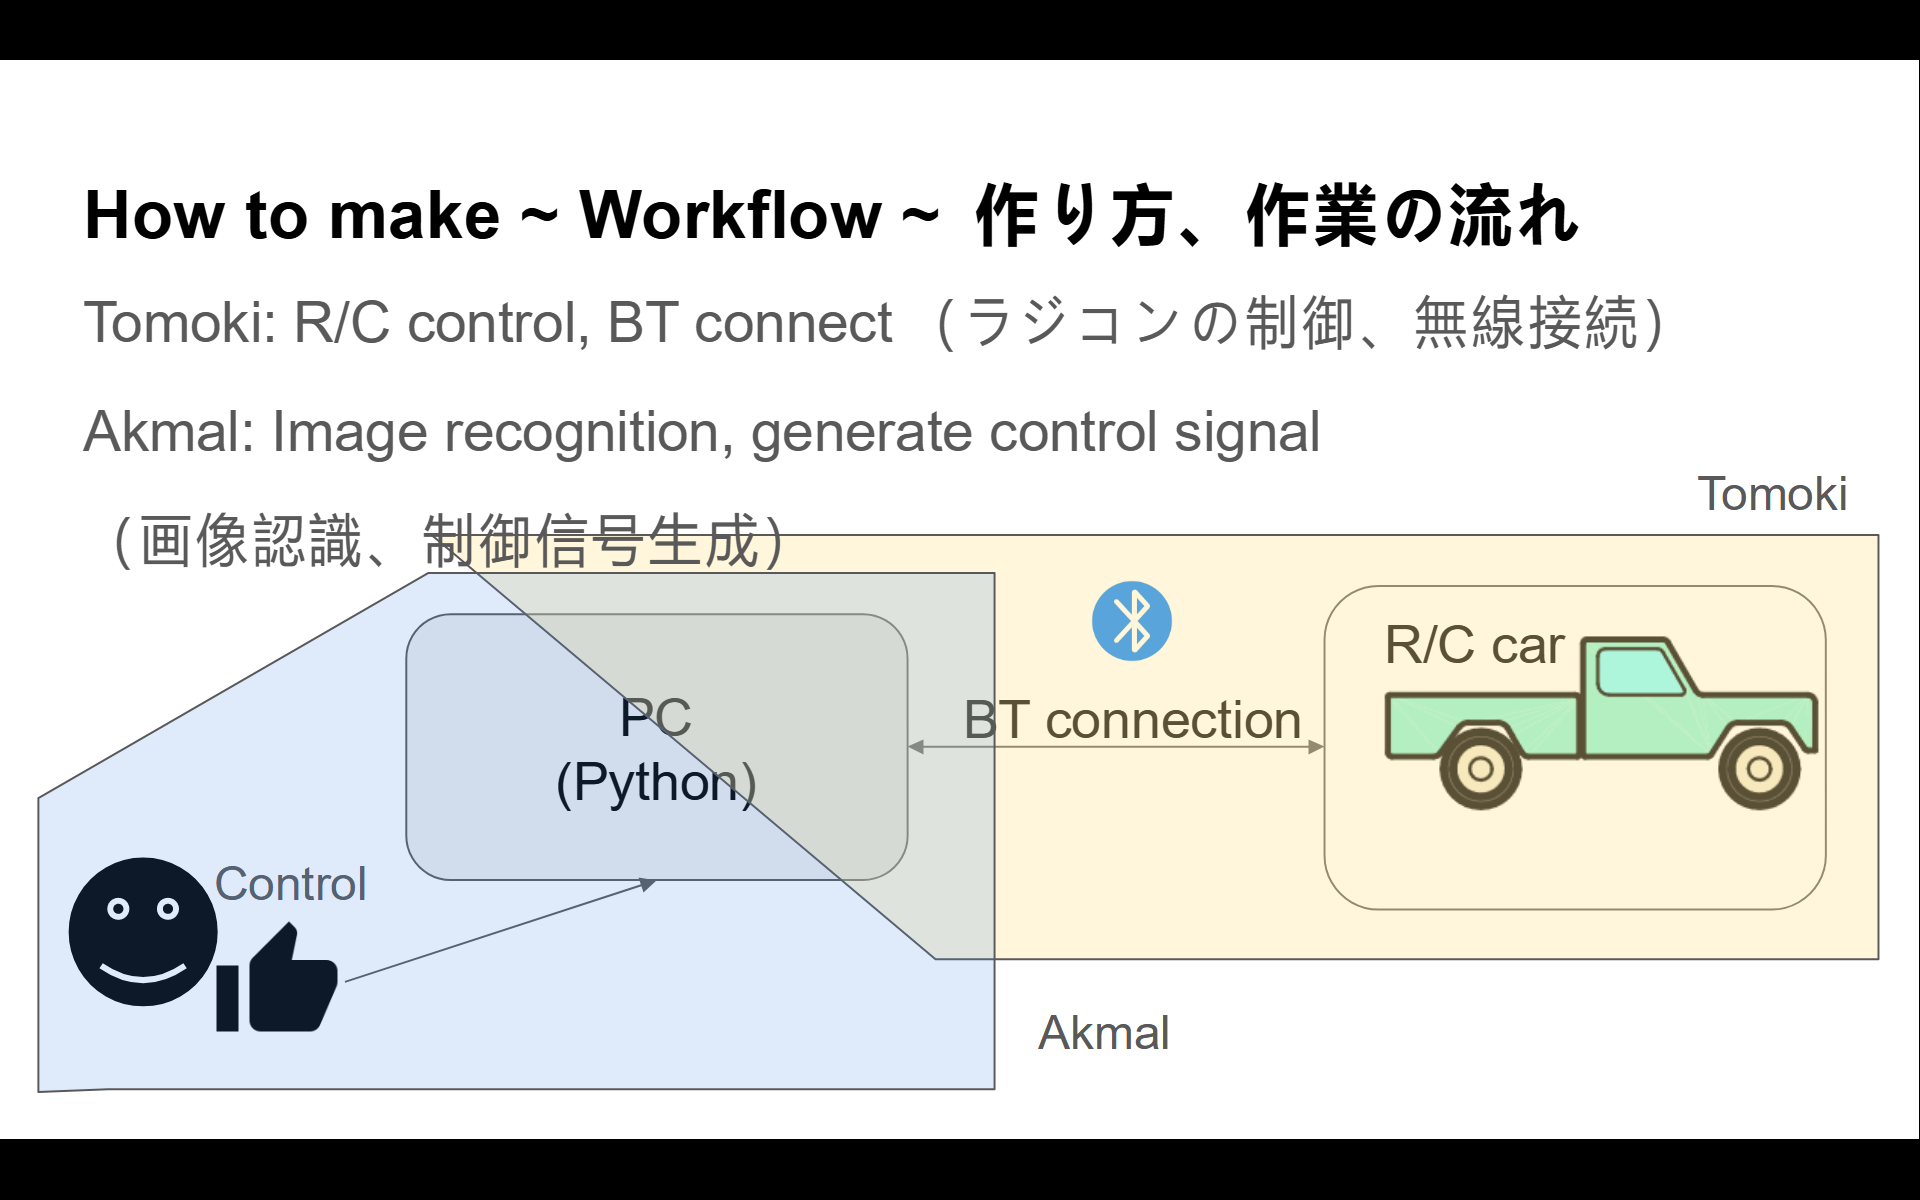 How to make ~ Workflow ~ 作り方、作業の流れ
Tomoki: R/C control, BT connect （ラジコンの制御、無線接続）
Akmal: Image recognition, generate control signal
（画像認識、制御信号生成）
Tomoki
R/C car
PC
(Python)
BT connection
Control
Akmal